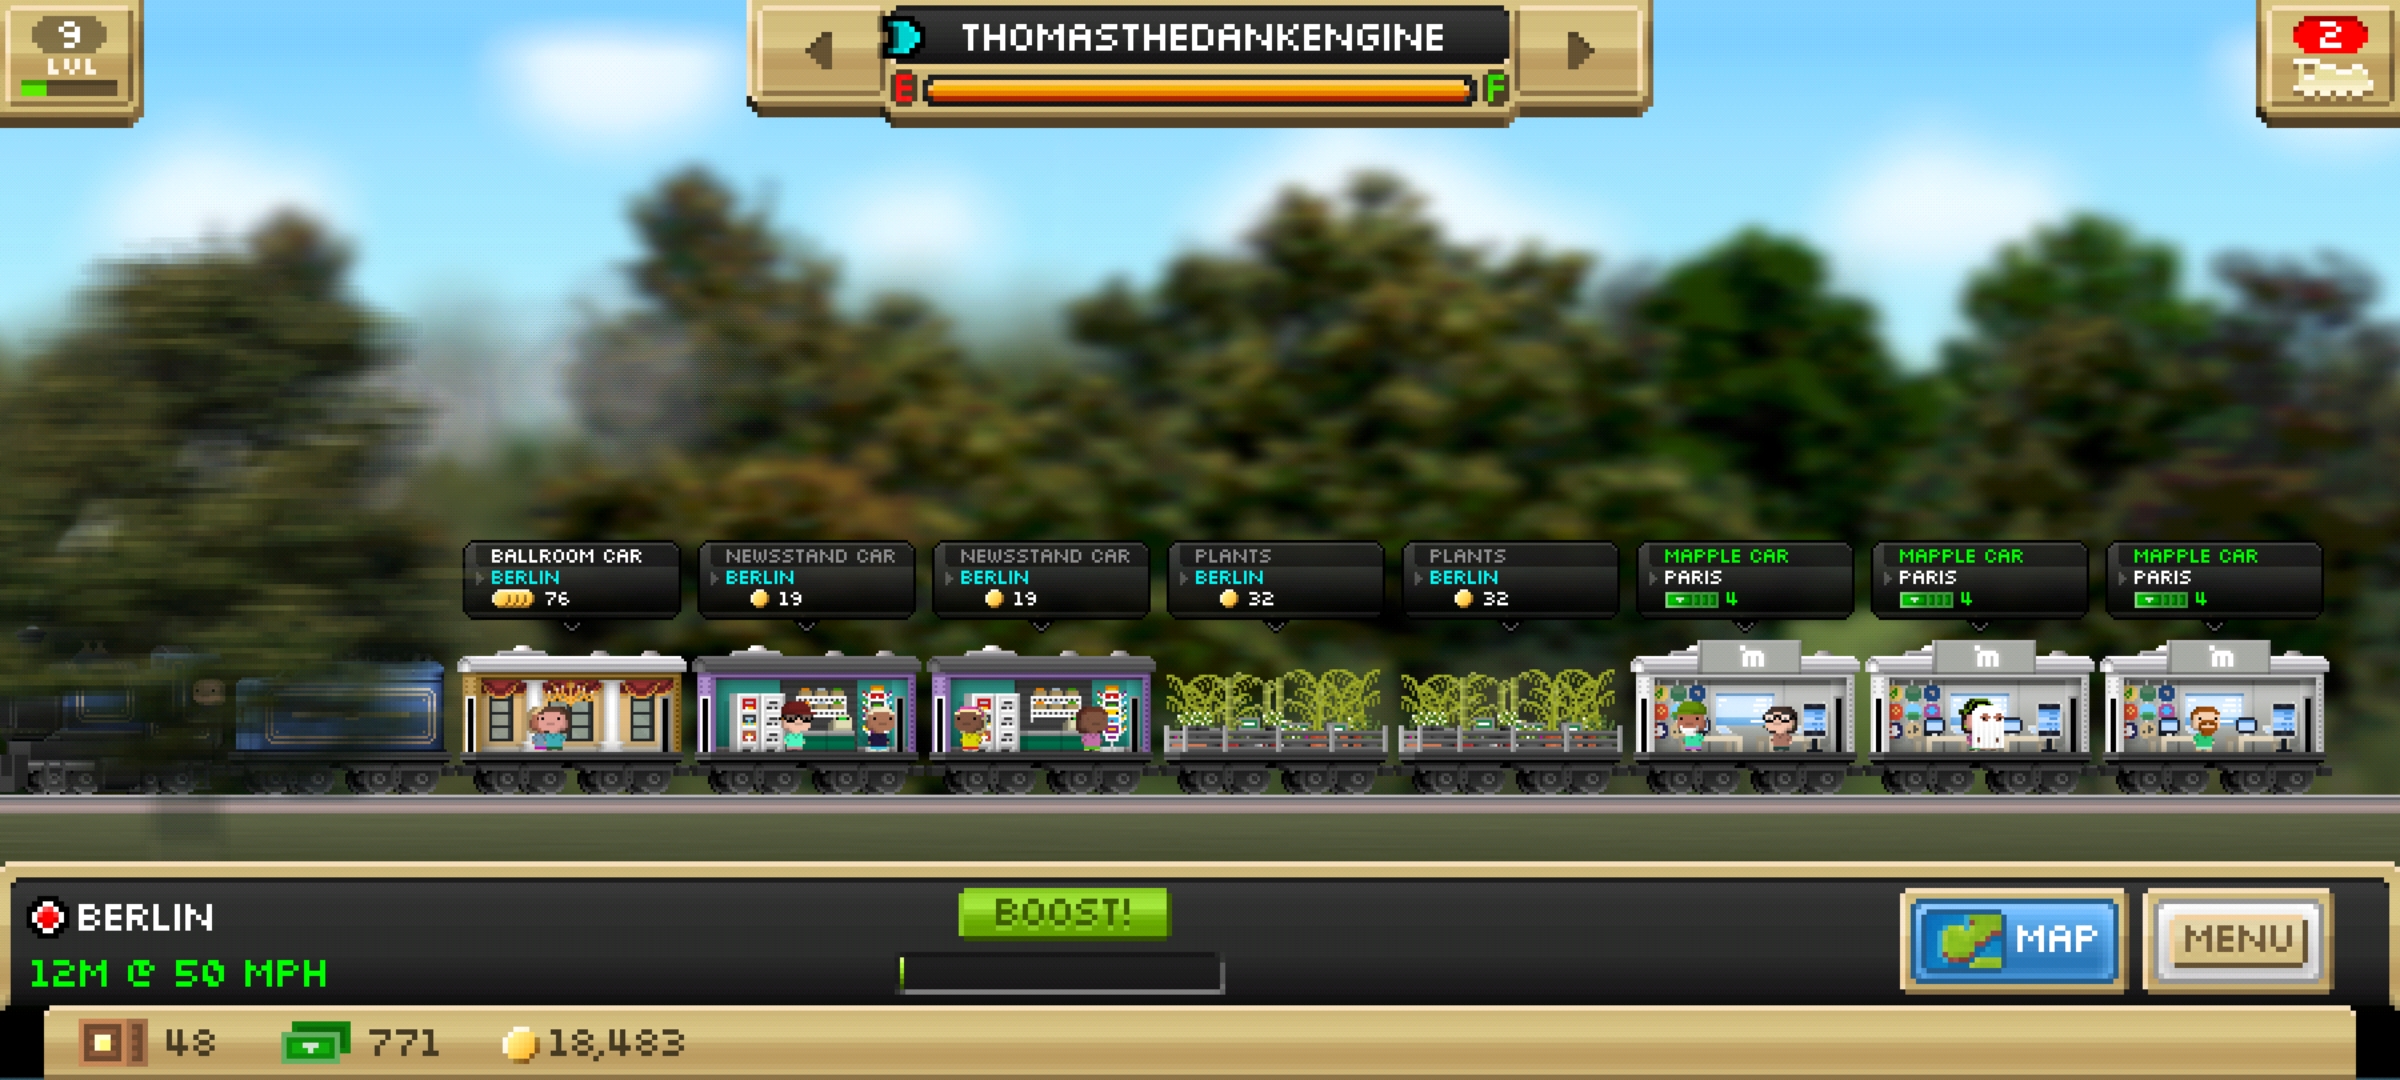 9
LVL
THOMASTHEDANKENGINE
E F
2
BALLROOM CAR
BERLIN
76
NEWSSTAND CAR
BERLIN
19
NEWSSTAND CAR
BERLIN
19
PLANTS
BERLIN
32
PLANTS
BERLIN
32
MAPPLE CAR
PARIS
4
MAPPLE CAR
PARIS
4
MAPPLE CAR
PARIS
4
m m m
BERLIN
12M @ 50 MPH
BOOST!
MAP
MENU
48 771 18,483